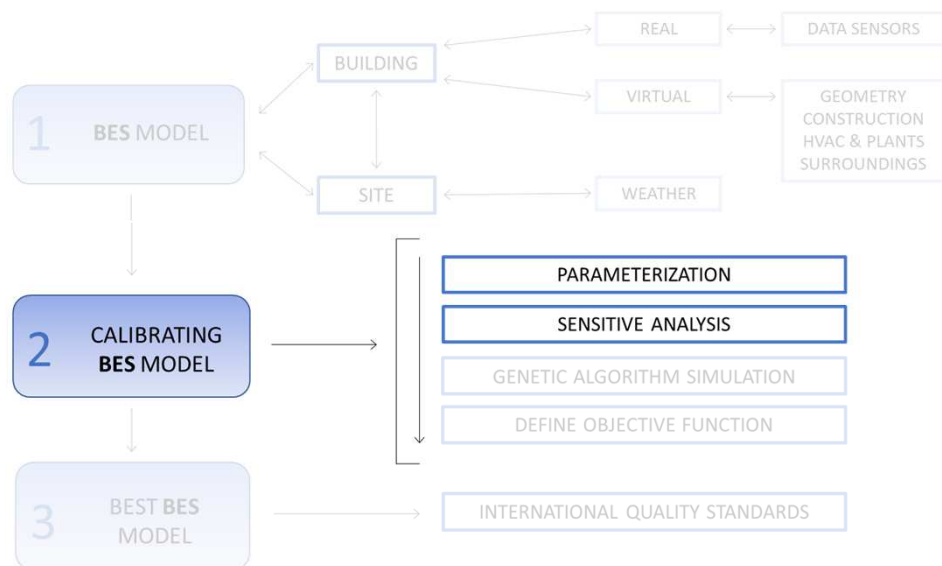 REAL
DATA SENSORS
BUILDING
1
BES MODEL
VIRTUAL
GEOMETRY
CONSTRUCTION
HVAC & PLANTS
SURROUNDINGS
SITE
WEATHER
2
CALIBRATING
BES MODEL
PARAMETERIZATION
SENSITIVE ANALYSIS
GENETIC ALGORITHM SIMULATION
DEFINE OBJECTIVE FUNCTION
3
BEST BES
MODEL
INTERNATIONAL QUALITY STANDARDS